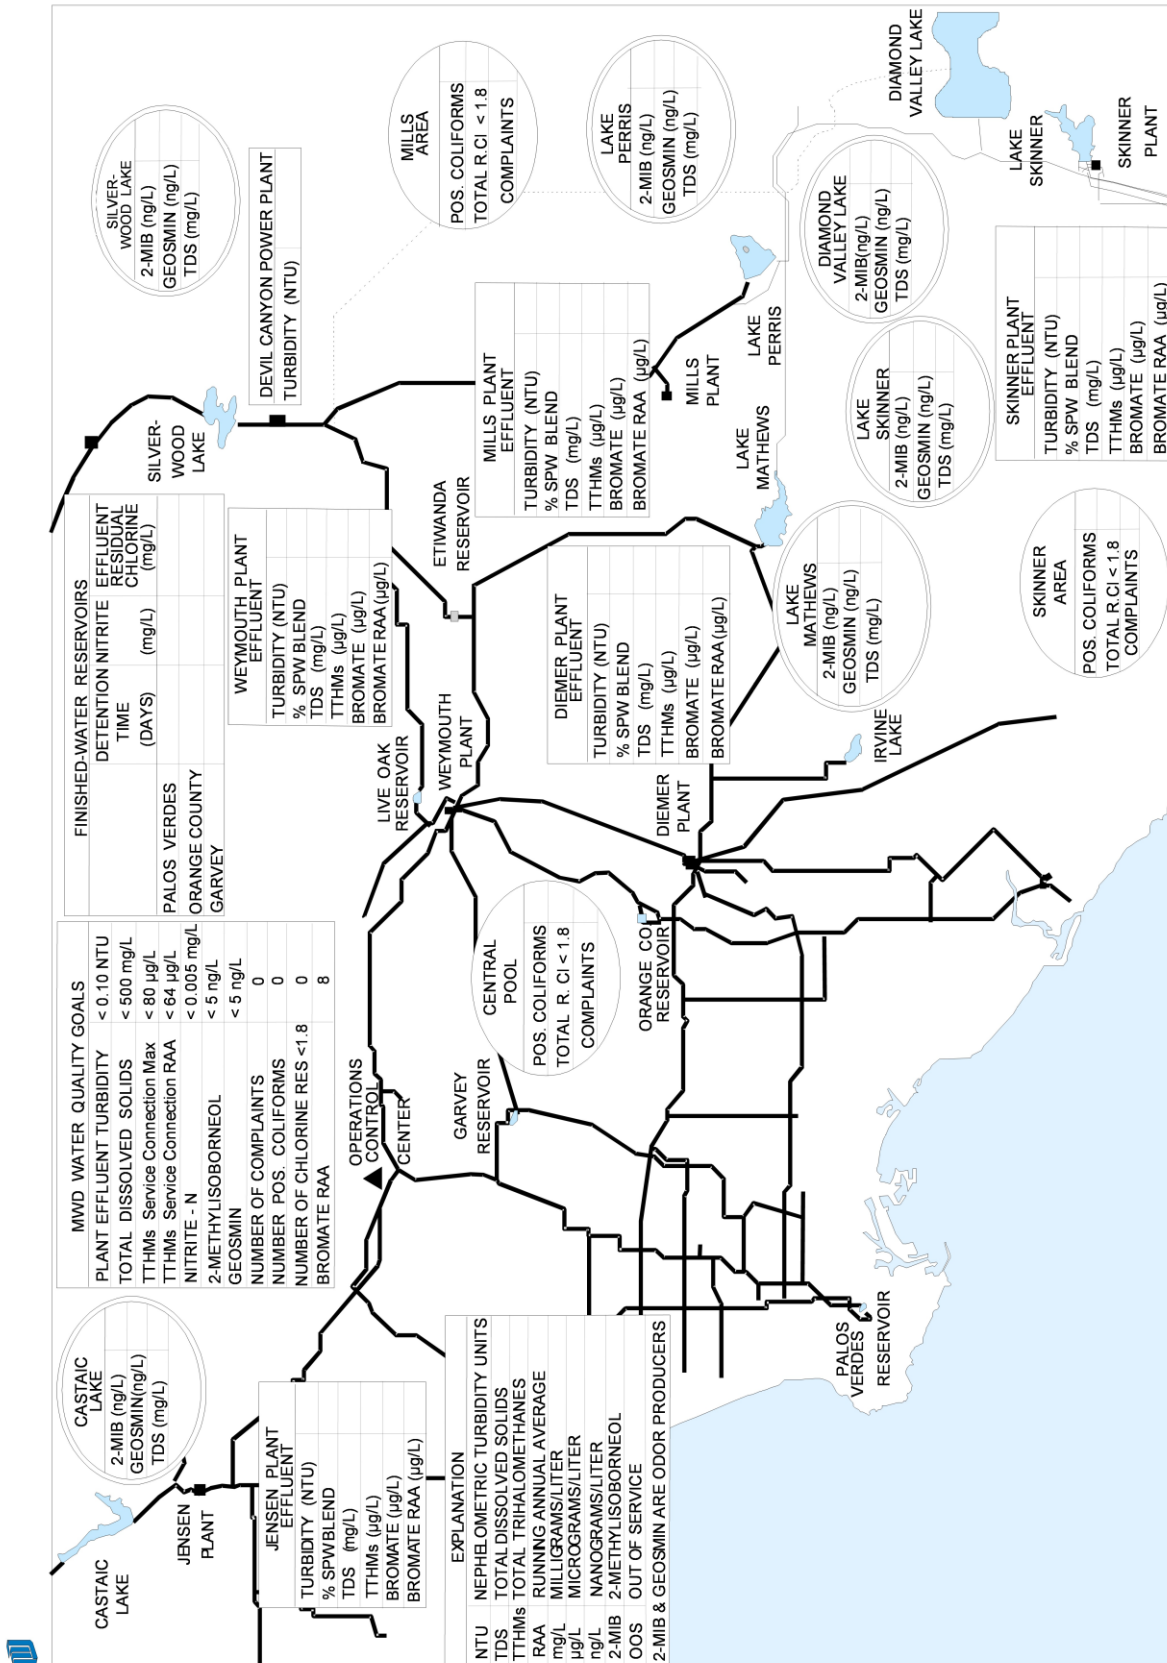 CASTAIC
LAKE
2-MIB (ng/L)
GEOSMIN(ng/L)
TDS (mg/L)
CASTAIC
LAKE
JENSEN
PLANT
JENSEN PLANT
EFFLUENT
TURBIDITY (NTU)
% SPW BLEND
TDS (mg/L)
TTHMs (µg/L)
BROMATE (µg/L)
BROMATE RAA (µg/L)
EXPLANATION
NTU NEPHELOMETRIC TURBIDITY UNITS
TDS TOTAL DISSOLVED SOLIDS
TTHMs TOTAL TRIHALOMETHANES
RAA RUNNING ANNUAL AVERAGE
mg/L MILLIGRAMS/LITER
µg/L MICROGRAMS/LITER
ng/L NANOGRAMS/LITER
2-MIB 2-METHYLISOBORNEOL
OOS OUT OF SERVICE
2-MIB & GEOSMIN ARE ODOR PRODUCERS
MWD WATER QUALITY GOALS
PLANT EFFLUENT TURBIDITY < 0.10 NTU
TOTAL DISSOLVED SOLIDS < 500 mg/L
TTHMs Service Connection Max < 80 µg/L
TTHMs Service Connection RAA < 64 µg/L
NITRITE - N < 0.005 mg/L
2-METHYLISOBORNEOL < 5 ng/L
GEOSMIN < 5 ng/L
NUMBER OF COMPLAINTS 0
NUMBER POS. COLIFORMS 0
NUMBER OF CHLORINE RES <1.8 0
BROMATE RAA 8
OPERATIONS
CONTROL
CENTER
GARVEY
RESERVOIR
PALOS
VERDES
RESERVOIR
FINISHED-WATER RESERVOIRS
DETENTION TIME (DAYS)
NITRITE (mg/L)
EFFLUENT RESIDUAL CHLORINE (mg/L)
PALOS VERDES
ORANGE COUNTY
GARVEY
CENTRAL
POOL
POS. COLIFORMS
TOTAL R. Cl < 1.8
COMPLAINTS
ORANGE CO
RESERVOIR
LIVE OAK
RESERVOIR
WEYMOUTH
PLANT
WEYMOUTH PLANT
EFFLUENT
TURBIDITY (NTU)
% SPW BLEND
TDS (mg/L)
TTHMs (µg/L)
BROMATE (µg/L)
BROMATE RAA (µg/L)
DIEMER
PLANT
DIEMER PLANT
EFFLUENT
TURBIDITY (NTU)
% SPW BLEND
TDS (mg/L)
TTHMs (µg/L)
BROMATE (µg/L)
BROMATE RAA (µg/L)
IRVINE
LAKE
ETIWANDA
RESERVOIR
SILVER-
WOOD
LAKE
SILVER-
WOOD LAKE
2-MIB (ng/L)
GEOSMIN (ng/L)
TDS (mg/L)
DEVIL CANYON POWER PLANT
TURBIDITY (NTU)
MILLS PLANT
EFFLUENT
TURBIDITY (NTU)
% SPW BLEND
TDS (mg/L)
TTHMs (µg/L)
BROMATE (µg/L)
BROMATE RAA (µg/L)
MILLS
PLANT
MILLS
AREA
POS. COLIFORMS
TOTAL R.Cl < 1.8
COMPLAINTS
LAKE
PERRIS
2-MIB (ng/L)
GEOSMIN (ng/L)
TDS (mg/L)
LAKE
PERRIS
LAKE
MATHEWS
LAKE
MATHEWS
2-MIB (ng/L)
GEOSMIN (ng/L)
TDS (mg/L)
LAKE
SKINNER
2-MIB (ng/L)
GEOSMIN (ng/L)
TDS (mg/L)
DIAMOND
VALLEY LAKE
2-MIB(ng/L)
GEOSMIN (ng/L)
TDS (mg/L)
DIAMOND
VALLEY LAKE
LAKE
SKINNER
SKINNER
PLANT
SKINNER PLANT
EFFLUENT
TURBIDITY (NTU)
% SPW BLEND
TDS (mg/L)
TTHMs (µg/L)
BROMATE (µg/L)
BROMATE RAA (µg/L)
SKINNER
AREA
POS. COLIFORMS
TOTAL R.Cl < 1.8
COMPLAINTS